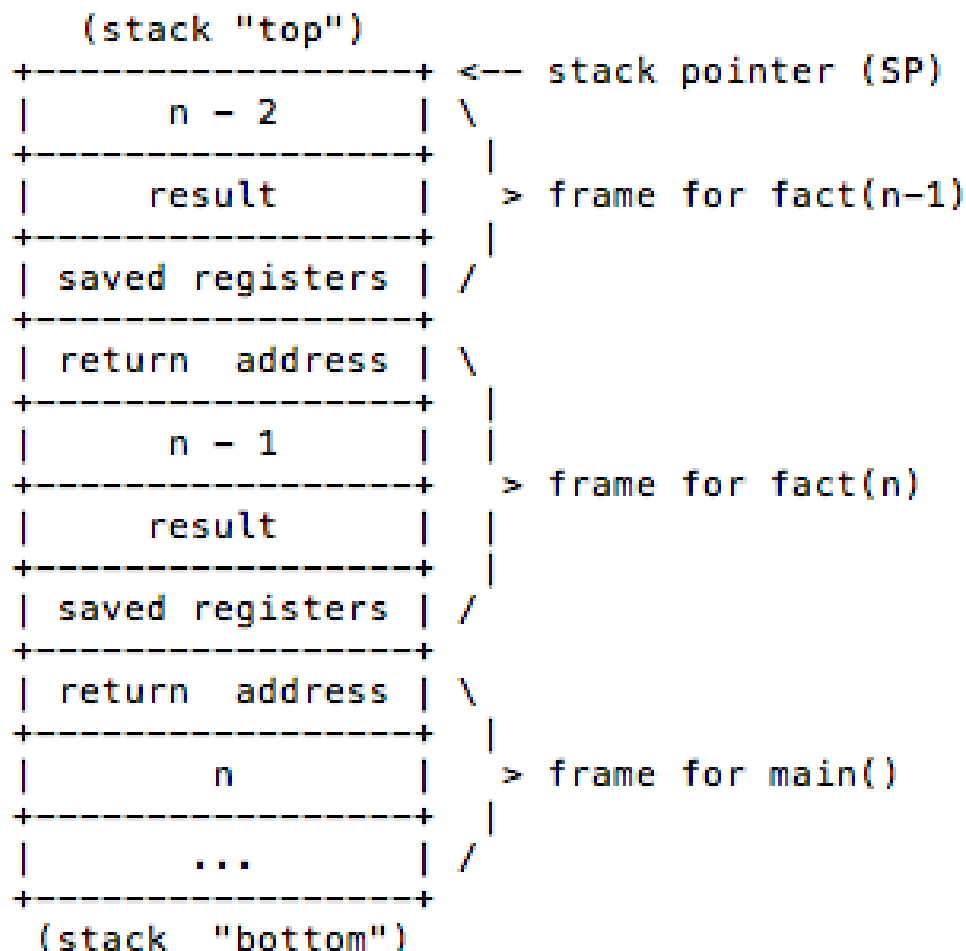 (stack "top")
+------------------+ <-- stack pointer (SP)
|      n - 2       | \
+------------------+  |
|     result       |   > frame for fact(n-1)
+------------------+  |
| saved registers  | /
+------------------+
| return  address  | \
+------------------+  |
|      n - 1       |  |
+------------------+   > frame for fact(n)
|     result       |  |
+------------------+  |
| saved registers  | /
+------------------+
| return  address  | \
+------------------+  |
|        n         |   > frame for main()
+------------------+  |
|       ...        | /
+------------------+
(stack  "bottom")